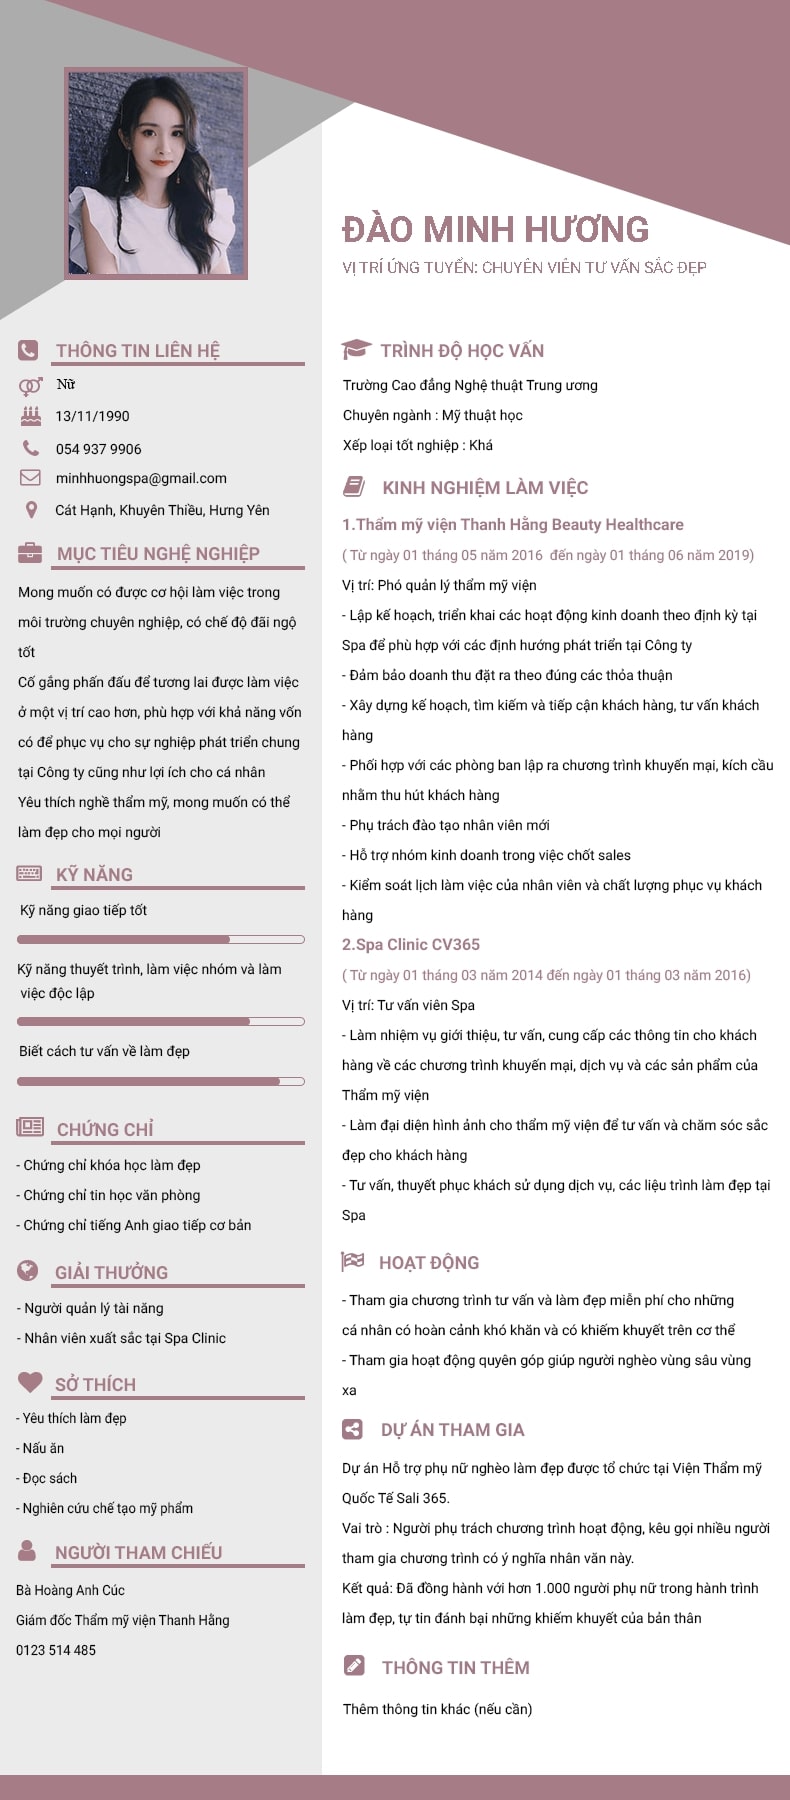 ĐÀO MINH HƯƠNG
VỊ TRÍ ỨNG TUYỂN: CHUYÊN VIÊN TƯ VẤN SẮC ĐẸP
THÔNG TIN LIÊN HỆ
Nữ
13/11/1990
054 937 9906
minhhuongspa@gmail.com
Cát Hạnh, Khuyên Thiều, Hưng Yên
MỤC TIÊU NGHỀ NGHIỆP
Mong muốn có được cơ hội làm việc trong
môi trường chuyên nghiệp, có chế độ đãi ngộ
tốt
Cố gắng phấn đấu để tương lai được làm việc
ở một vị trí cao hơn, phù hợp với khả năng vốn
có để phục vụ cho sự nghiệp phát triển chung
tại Công ty cũng như lợi ích cho cá nhân
Yêu thích nghề thẩm mỹ, mong muốn có thể
làm đẹp cho mọi người
KỸ NĂNG
Kỹ năng giao tiếp tốt
Kỹ năng thuyết trình, làm việc nhóm và làm
việc độc lập
Biết cách tư vấn về làm đẹp
CHỨNG CHỈ
- Chứng chỉ khóa học làm đẹp
- Chứng chỉ tin học văn phòng
- Chứng chỉ tiếng Anh giao tiếp cơ bản
GIẢI THƯỞNG
- Người quản lý tài năng
- Nhân viên xuất sắc tại Spa Clinic
SỞ THÍCH
- Yêu thích làm đẹp
- Nấu ăn
- Đọc sách
- Nghiên cứu chế tạo mỹ phẩm
NGƯỜI THAM CHIẾU
Bà Hoàng Anh Cúc
Giám đốc Thẩm mỹ viện Thanh Hằng
0123 514 485
TRÌNH ĐỘ HỌC VẤN
Trường Cao đẳng Nghệ thuật Trung ương
Chuyên ngành : Mỹ thuật học
Xếp loại tốt nghiệp : Khá
KINH NGHIỆM LÀM VIỆC
1.Thẩm mỹ viện Thanh Hằng Beauty Healthcare
( Từ ngày 01 tháng 05 năm 2016 đến ngày 01 tháng 06 năm 2019)
Vị trí: Phó quản lý thẩm mỹ viện
- Lập kế hoạch, triển khai các hoạt động kinh doanh theo định kỳ tại
Spa để phù hợp với các định hướng phát triển tại Công ty
- Đảm bảo doanh thu đặt ra theo đúng các thỏa thuận
- Xây dựng kế hoạch, tìm kiếm và tiếp cận khách hàng, tư vấn khách
hàng
- Phối hợp với các phòng ban lập ra chương trình khuyến mại, kích cầu
nhằm thu hút khách hàng
- Phụ trách đào tạo nhân viên mới
- Hỗ trợ nhóm kinh doanh trong việc chốt sales
- Kiểm soát lịch làm việc của nhân viên và chất lượng phục vụ khách
hàng
2.Spa Clinic CV365
( Từ ngày 01 tháng 03 năm 2014 đến ngày 01 tháng 03 năm 2016)
Vị trí: Tư vấn viên Spa
- Làm nhiệm vụ giới thiệu, tư vấn, cung cấp các thông tin cho khách
hàng về các chương trình khuyến mại, dịch vụ và các sản phẩm của
Thẩm mỹ viện
- Làm đại diện hình ảnh cho thẩm mỹ viện để tư vấn và chăm sóc sắc
đẹp cho khách hàng
- Tư vấn, thuyết phục khách sử dụng dịch vụ, các liệu trình làm đẹp tại
Spa
HOẠT ĐỘNG
- Tham gia chương trình tư vấn và làm đẹp miễn phí cho những
cá nhân có hoàn cảnh khó khăn và có khiếm khuyết trên cơ thể
- Tham gia hoạt động quyên góp giúp người nghèo vùng sâu vùng
xa
DỰ ÁN THAM GIA
Dự án Hỗ trợ phụ nữ nghèo làm đẹp được tổ chức tại Viện Thẩm mỹ
Quốc Tế Sali 365.
Vai trò : Người phụ trách chương trình hoạt động, kêu gọi nhiều người
tham gia chương trình có ý nghĩa nhân văn này.
Kết quả: Đã đồng hành với hơn 1.000 người phụ nữ trong hành trình
làm đẹp, tự tin đánh bại những khiếm khuyết của bản thân
THÔNG TIN THÊM
Thêm thông tin khác (nếu cần)